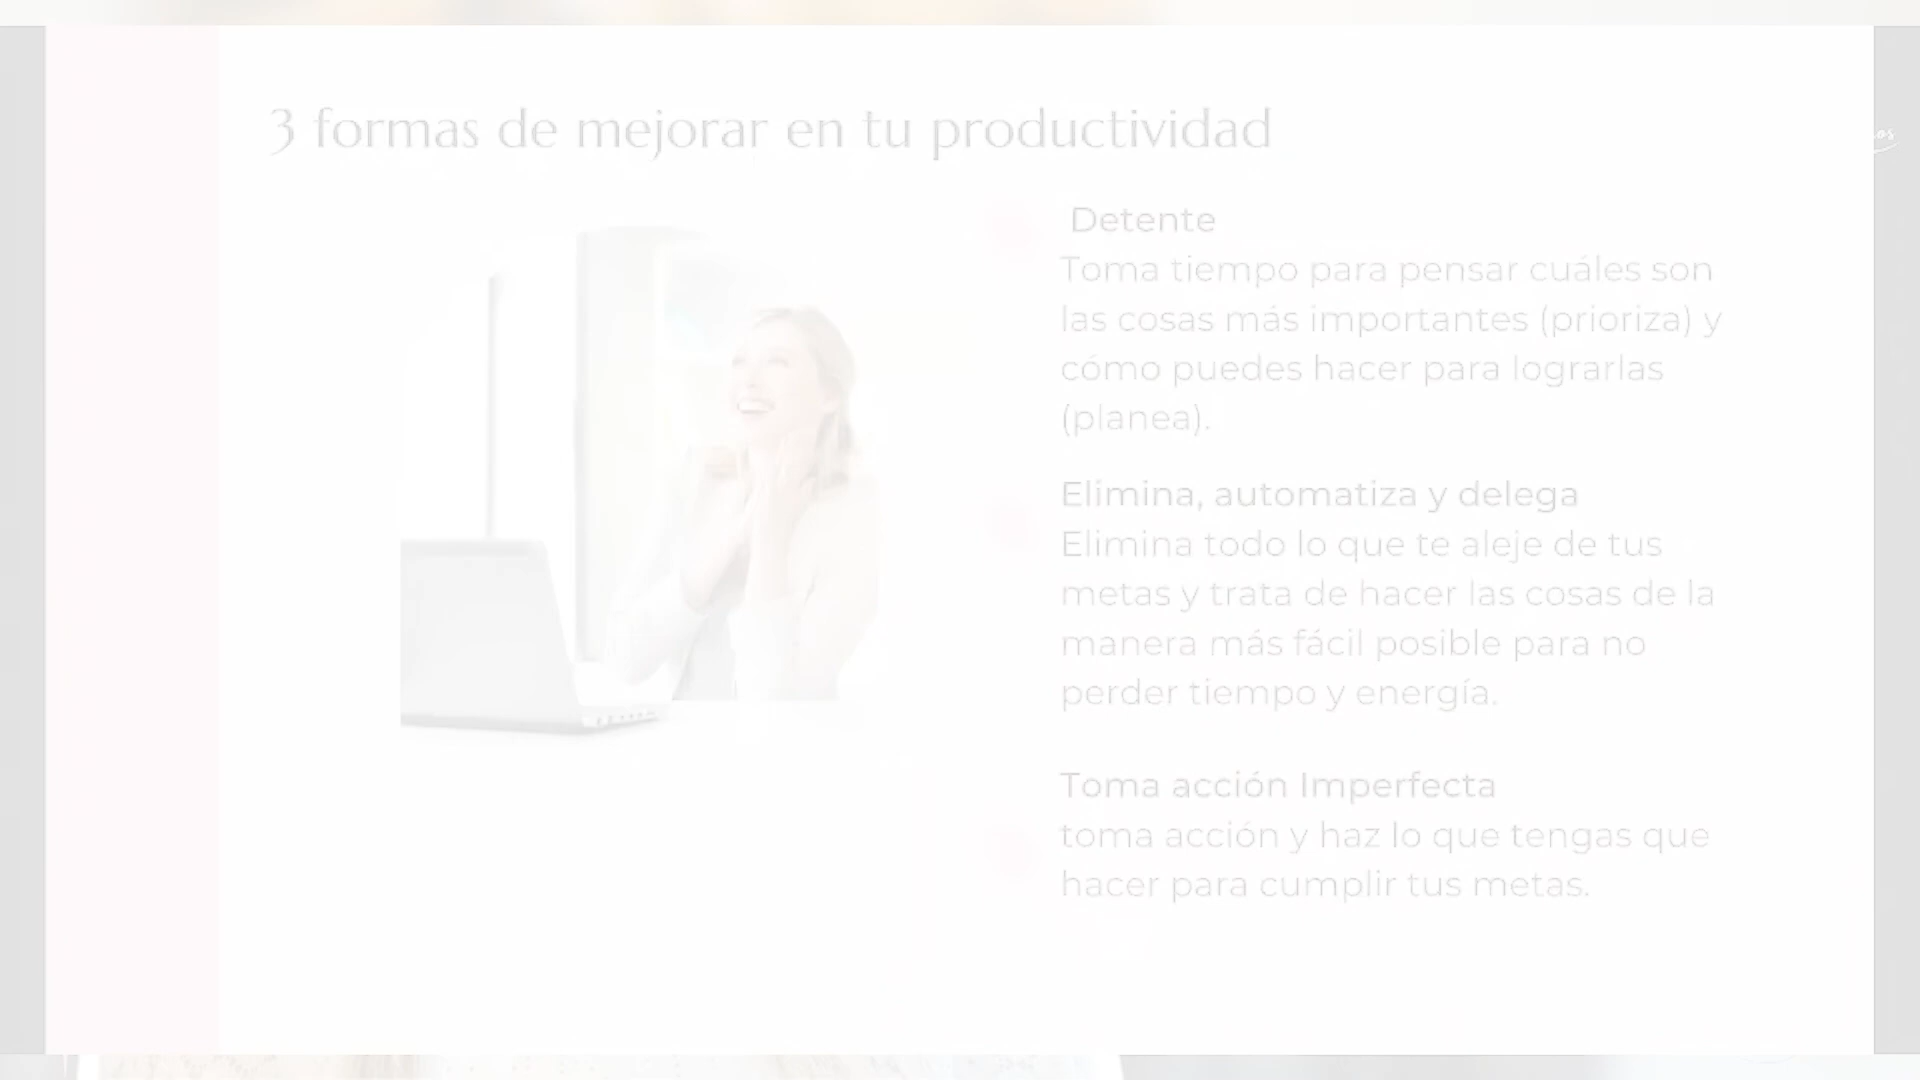 3 formas de mejorar en tu productividad
os
Detente
Toma tiempo para pensar cuáles son
las cosas más importantes (prioriza) y
cómo puedes hacer para lograrlas
(planea).
Elimina, automatiza y delega
Elimina todo lo que te aleje de tus
metas y trata de hacer las cosas de la
manera más fácil posible para no
perder tiempo y energía.
Toma acción Imperfecta
toma acción y haz lo que tengas que
hacer para cumplir tus metas.